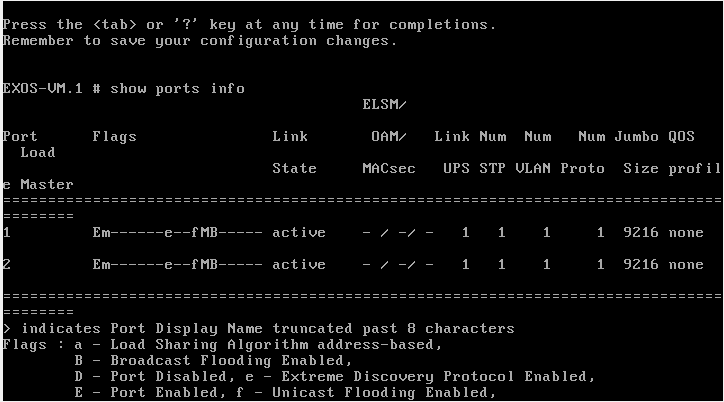 Press the <tab> or '?' key at any time for completions.
Remember to save your configuration changes.
EXOS-VM.1 # show ports info
ELSM/
Port Flags Link OAM/ Link Num Num Num Jumbo QOS
Load
State MACsec UPS STP VLAN Proto Size profil
e Master
================================================================================
========
1 Em------e--fMB----- active - / -/ - 1 1 1 1 9216 none
2 Em------e--fMB----- active - / -/ - 1 1 1 1 9216 none
================================================================================
========
> indicates Port Display Name truncated past 8 characters
Flags : a - Load Sharing Algorithm address-based,
B - Broadcast Flooding Enabled,
D - Port Disabled, e - Extreme Discovery Protocol Enabled,
E - Port Enabled, f - Unicast Flooding Enabled,